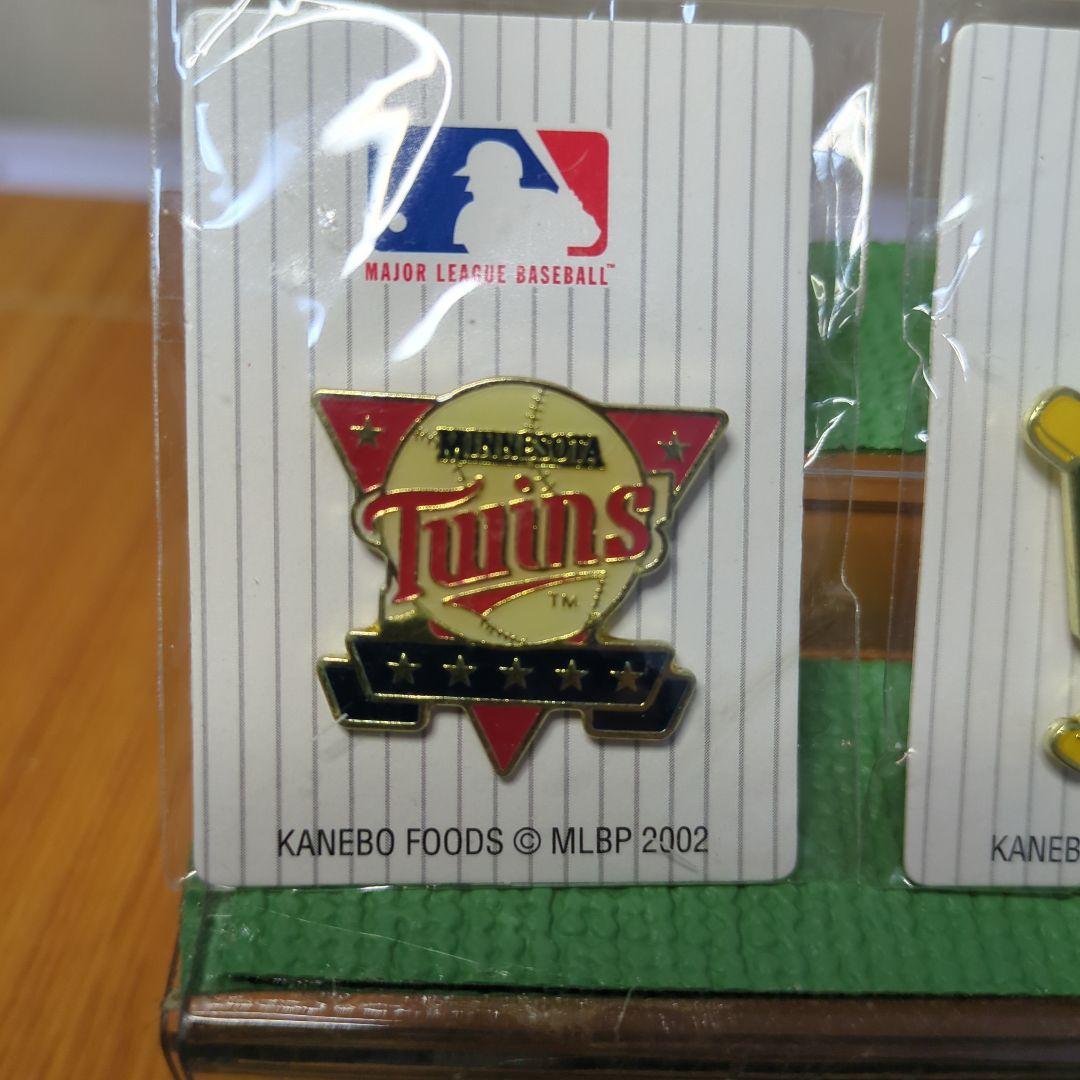 MAJOR LEAGUE BASEBALL™
MINNESOTA
Twins
TM
KANEBO FOODS © MLBP 2002
KANEB